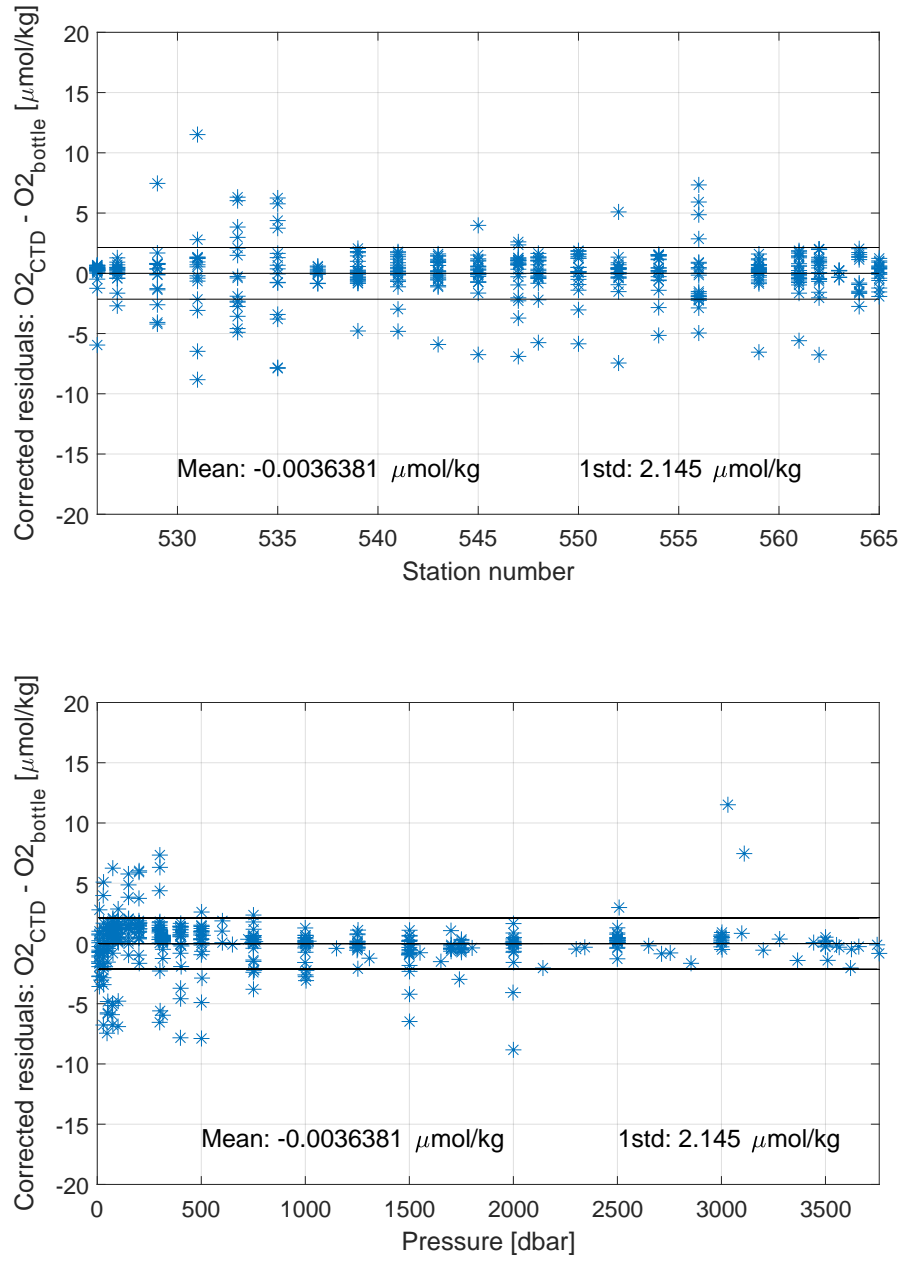 Corrected residuals: O2CTD - O2bottle [μmol/kg]
20
15
10
5
0
-5
-10
-15
-20
Mean: -0.0036381 μmol/kg 1std: 2.145 μmol/kg
530 535 540 545 550 555 560 565
Station number
Corrected residuals: O2CTD - O2bottle [μmol/kg]
20
15
10
5
0
-5
-10
-15
-20
Mean: -0.0036381 μmol/kg 1std: 2.145 μmol/kg
0 500 1000 1500 2000 2500 3000 3500
Pressure [dbar]